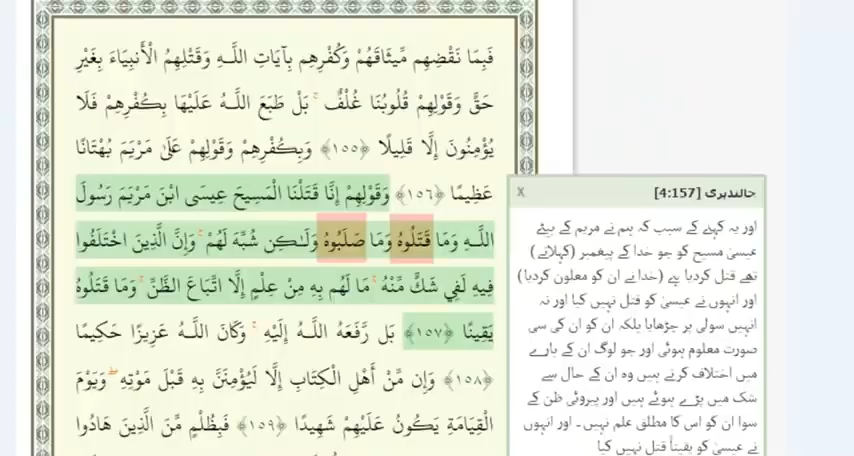 فَبِمَا نَقْضِهِم مِّيثَاقَهُمْ وَكُفْرِهِم بِآيَاتِ اللَّـهِ وَقَتْلِهِمُ الْأَنبِيَاءَ بِغَيْرِ
حَقٍّ وَقَوْلِهِمْ قُلُوبُنَا غُلْفٌ ۚ بَلْ طَبَعَ اللَّـهُ عَلَيْهَا بِكُفْرِهِمْ فَلَا
يُؤْمِنُونَ إِلَّا قَلِيلًا ﴿١٥٥﴾ وَبِكُفْرِهِمْ وَقَوْلِهِمْ عَلَىٰ مَرْيَمَ بُهْتَانًا
عَظِيمًا ﴿١٥٦﴾ وَقَوْلِهِمْ إِنَّا قَتَلْنَا الْمَسِيحَ عِيسَى ابْنَ مَرْيَمَ رَسُولَ
اللَّـهِ وَمَا قَتَلُوهُ وَمَا صَلَبُوهُ وَلَـٰكِن شُبِّهَ لَهُمْ ۚ وَإِنَّ الَّذِينَ اخْتَلَفُوا
فِيهِ لَفِي شَكٍّ مِّنْهُ ۚ مَا لَهُم بِهِ مِنْ عِلْمٍ إِلَّا اتِّبَاعَ الظَّنِّ ۚ وَمَا قَتَلُوهُ
يَقِينًا ﴿١٥٧﴾ بَل رَّفَعَهُ اللَّـهُ إِلَيْهِ ۚ وَكَانَ اللَّـهُ عَزِيزًا حَكِيمًا
﴿١٥٨﴾ وَإِن مِّنْ أَهْلِ الْكِتَابِ إِلَّا لَيُؤْمِنَنَّ بِهِ قَبْلَ مَوْتِهِ ۖ وَيَوْمَ
الْقِيَامَةِ يَكُونُ عَلَيْهِمْ شَهِيدًا ﴿١٥٩﴾ فَبِظُلْمٍ مِّنَ الَّذِينَ هَادُوا
جالندہری [4:157] X
اور یہ کہنے کے سبب کہ ہم نے مریم کے بیٹے
عیسیٰ مسیح کو جو خدا کے پیغمبر (کہلاتے)
تھے قتل کردیا ہے (خدا نے ان کو معلون کردیا)
اور انہوں نے عیسیٰ کو قتل نہیں کیا اور نہ
انہیں سولی پر چڑھایا بلکہ ان کو ان کی سی
صورت معلوم ہوئی اور جو لوگ ان کے بارے
میں اختلاف کرتے ہیں وہ ان کے حال سے
شک میں پڑے ہوئے ہیں اور پیروئی ظن کے
سوا ان کو اس کا مطلق علم نہیں۔ اور انہوں
نے عیسیٰ کو یقیناً قتل نہیں کیا